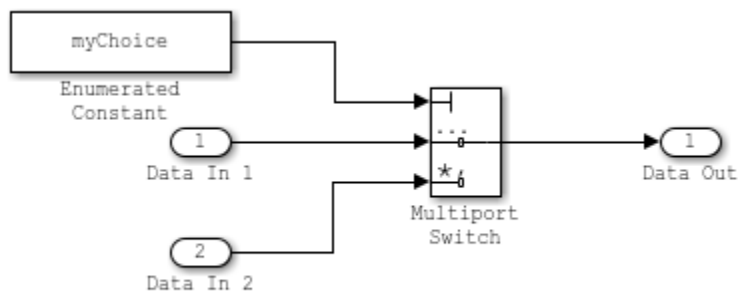 myChoice
Enumerated
Constant
1
Data In 1
...
*,
1
Data Out
Multiport
Switch
2
Data In 2